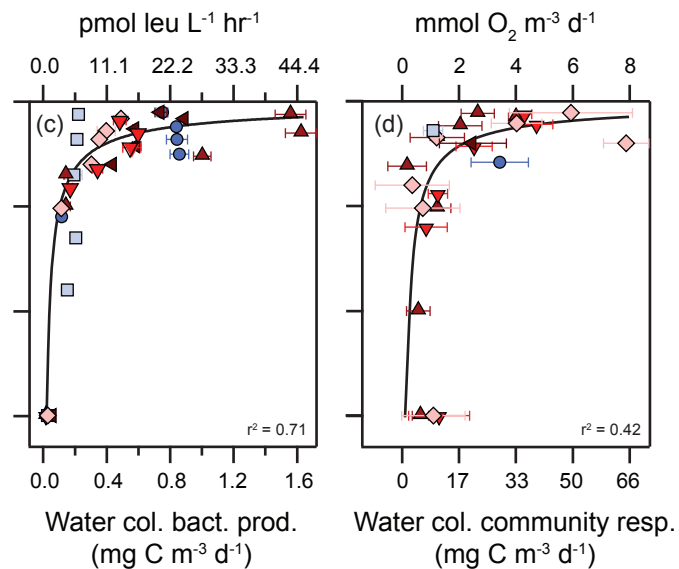 pmol leu L⁻¹ hr⁻¹
0.0 11.1 22.2 33.3 44.4
(c)
r² = 0.71
0.0 0.4 0.8 1.2 1.6
Water col. bact. prod.
(mg C m⁻³ d⁻¹)
mmol O₂ m⁻³ d⁻¹
0 2 4 6 8
(d)
r² = 0.42
0 17 33 50 66
Water col. community resp.
(mg C m⁻³ d⁻¹)